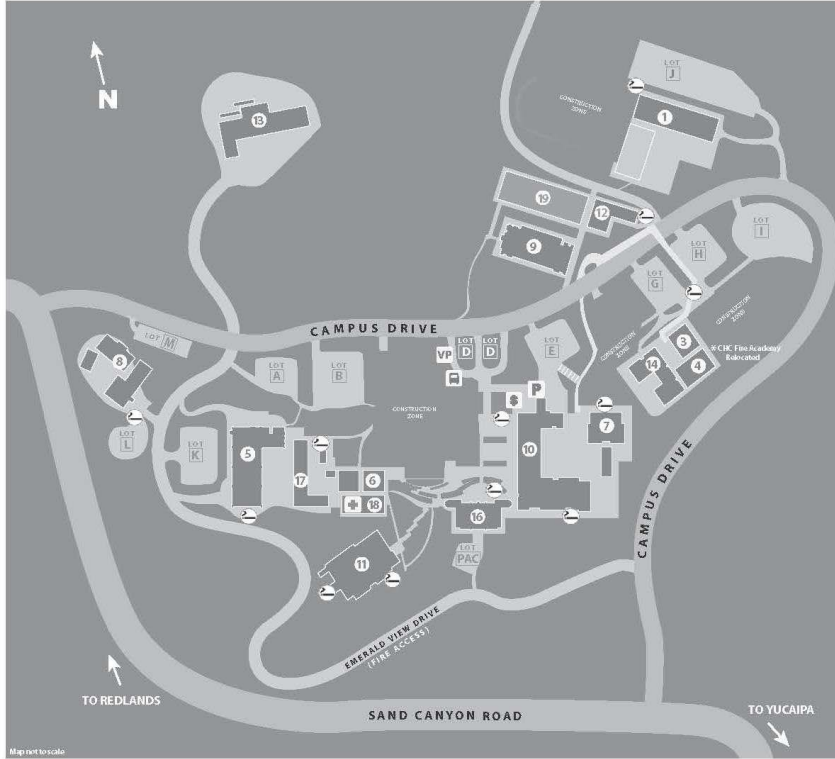 N
LOT
J
CONSTRUCTION
ZONE
1
13
19
12
9
LOT
I
LOT
H
LOT
G
CAMPUS DRIVE
LOT
M
LOT
D
LOT
D
LOT
E
VP
CONSTRUCTION
ZONE
CONSTRUCTION
ZONE
3
※ CHC Fire Academy
Relocated
14
4
8
LOT
A
LOT
B
P
$
CONSTRUCTION
ZONE
7
LOT
L
LOT
K
5
17
10
6
18
16
CAMPUS DRIVE
11
LOT
PAC
EMERALD VIEW DRIVE
(FIRE ACCESS)
TO REDLANDS
SAND CANYON ROAD
TO YUCAIPA
Map not to scale